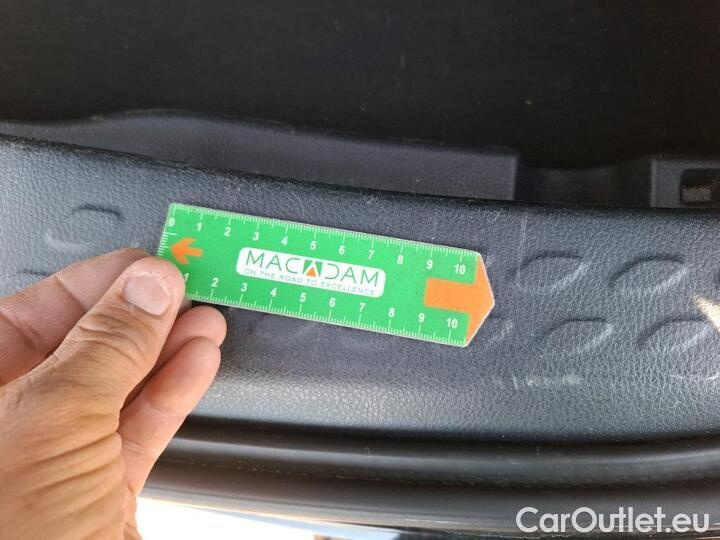 0 1 2 3 4 5 6 7 8 9 10
MACADAM
ON THE ROAD TO EXCELLENCE
1 2 3 4 5 6 7 8 9 10
CarOutlet.eu